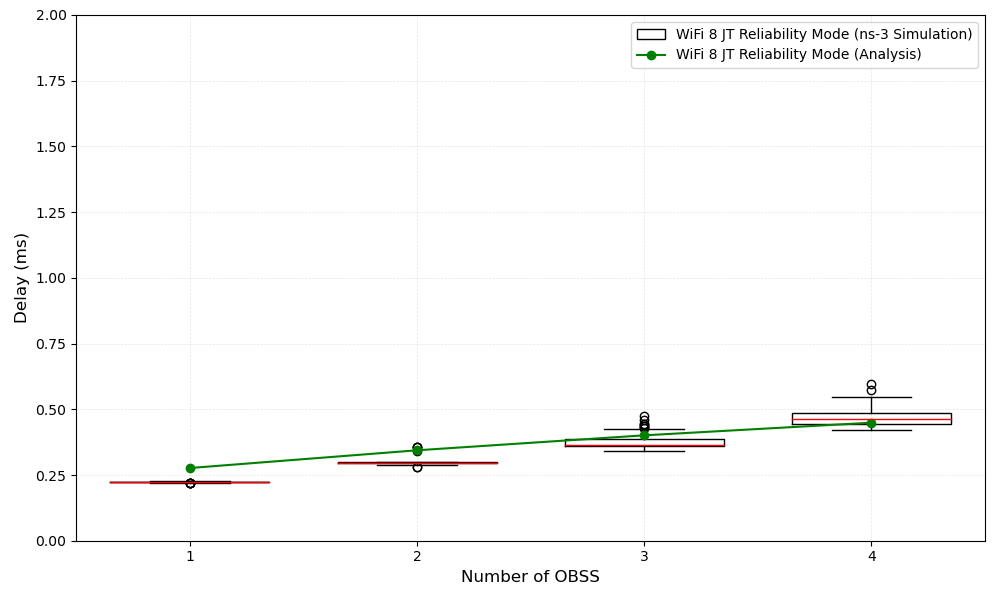 2.00
1.75
1.50
1.25
1.00
0.75
0.50
0.25
0.00
Delay (ms)
WiFi 8 JT Reliability Mode (ns-3 Simulation)
WiFi 8 JT Reliability Mode (Analysis)
1 2 3 4
Number of OBSS